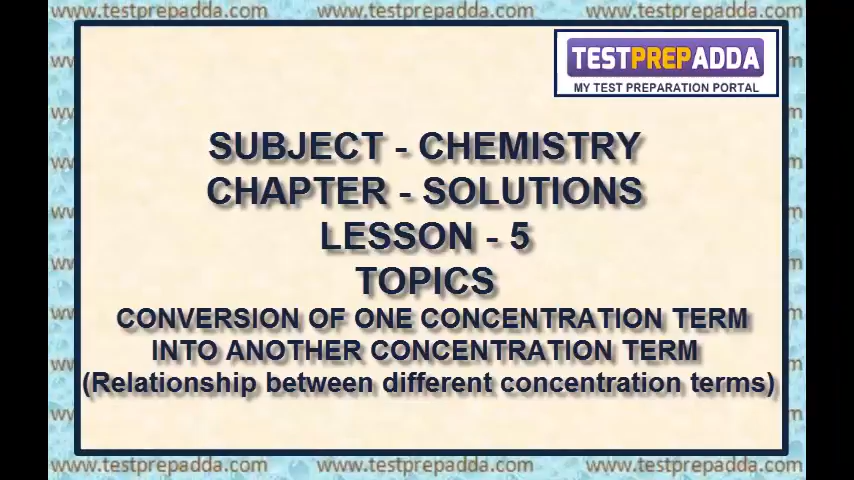 www.testprepadda.com www.testprepadda.com www.testprepadda.com
TESTPREPADDA
MY TEST PREPARATION PORTAL
SUBJECT - CHEMISTRY
CHAPTER - SOLUTIONS
LESSON - 5
TOPICS
CONVERSION OF ONE CONCENTRATION TERM
INTO ANOTHER CONCENTRATION TERM
(Relationship between different concentration terms)
www.testprepadda.com www.testprepadda.com www.testprepadda.com